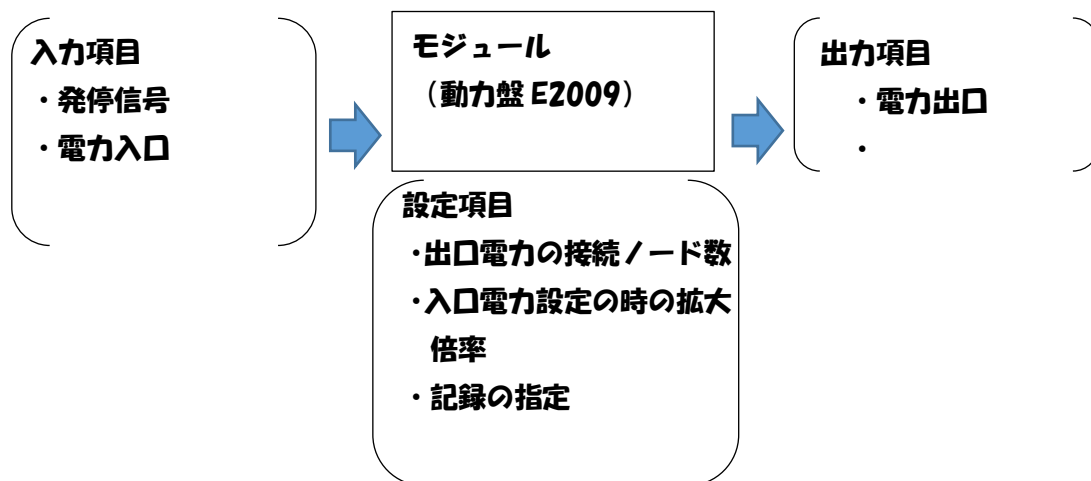 入力項目
・発停信号
・電力入口
モジュール
（動力盤 E2009）
出力項目
・電力出口
・
設定項目
・出口電力の接続ノード数
・入口電力設定の時の拡大
倍率
・記録の指定